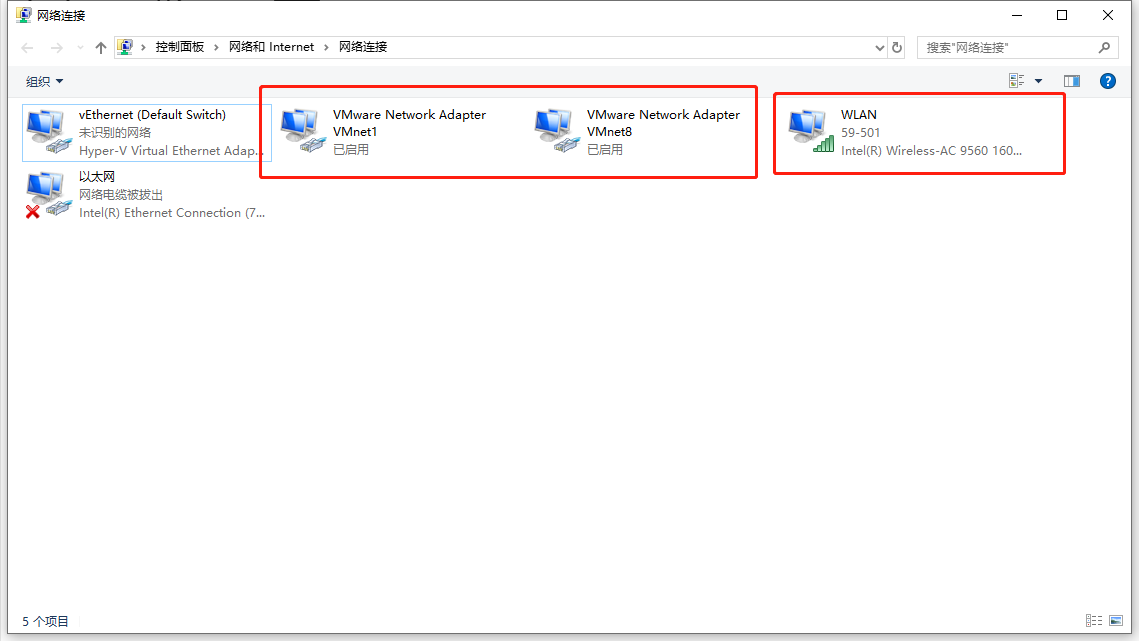 网络连接
控制面板 › 网络和 Internet › 网络连接
搜索"网络连接"
组织
vEthernet (Default Switch)
未识别的网络
Hyper-V Virtual Ethernet Adap...
VMware Network Adapter
VMnet1
已启用
VMware Network Adapter
VMnet8
已启用
WLAN
59-501
Intel(R) Wireless-AC 9560 160...
以太网
网络电缆被拔出
Intel(R) Ethernet Connection (7...
5 个项目